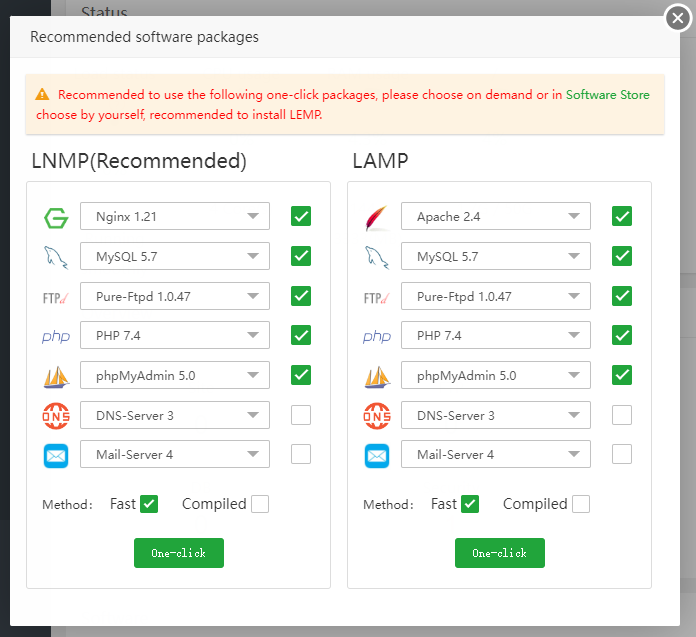 Status
Recommended software packages
Recommended to use the following one-click packages, please choose on demand or in Software Store
choose by yourself, recommended to install LEMP.
LNMP(Recommended)
Nginx 1.21
MySQL 5.7
FTP Pure-Ftpd 1.0.47
php PHP 7.4
phpMyAdmin 5.0
DNS DNS-Server 3
Mail-Server 4
Method: Fast Compiled
One-click
LAMP
Apache 2.4
MySQL 5.7
FTP Pure-Ftpd 1.0.47
php PHP 7.4
phpMyAdmin 5.0
DNS DNS-Server 3
Mail-Server 4
Method: Fast Compiled
One-click